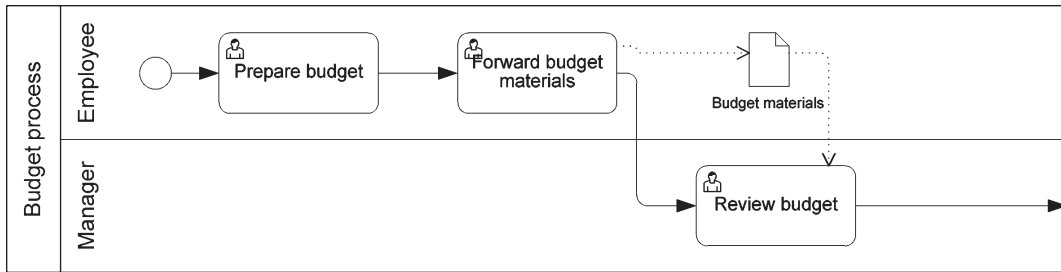 Budget process
Employee
Prepare budget
Forward budget
materials
Budget materials
Manager
Review budget